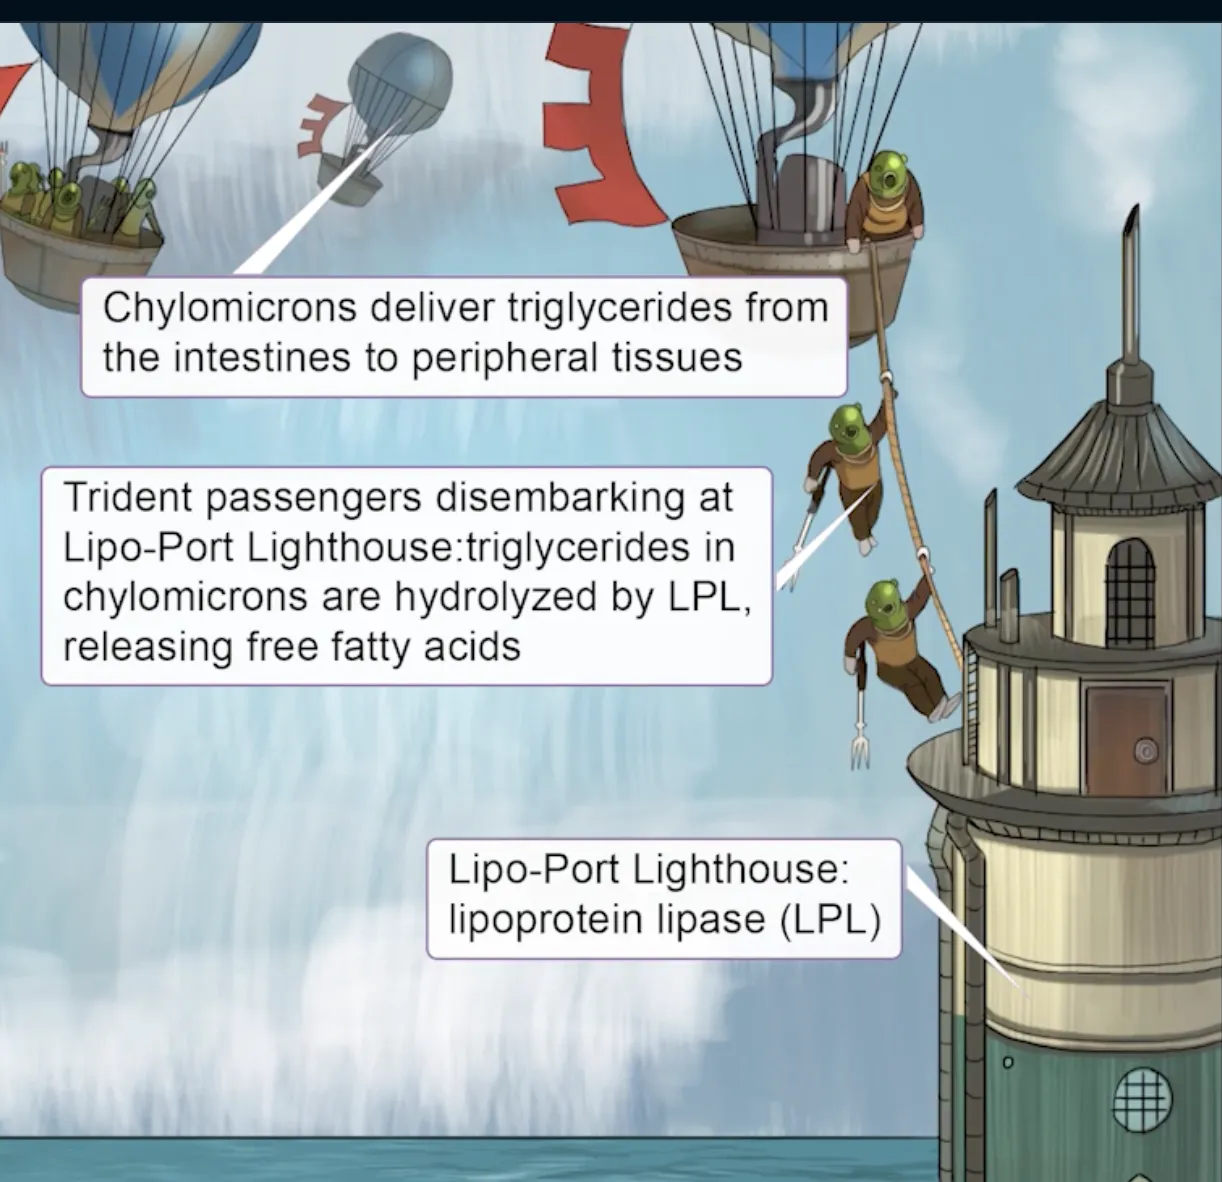 Chylomicrons deliver triglycerides from
the intestines to peripheral tissues
Trident passengers disembarking at
Lipo-Port Lighthouse:triglycerides in
chylomicrons are hydrolyzed by LPL,
releasing free fatty acids
Lipo-Port Lighthouse:
lipoprotein lipase (LPL)